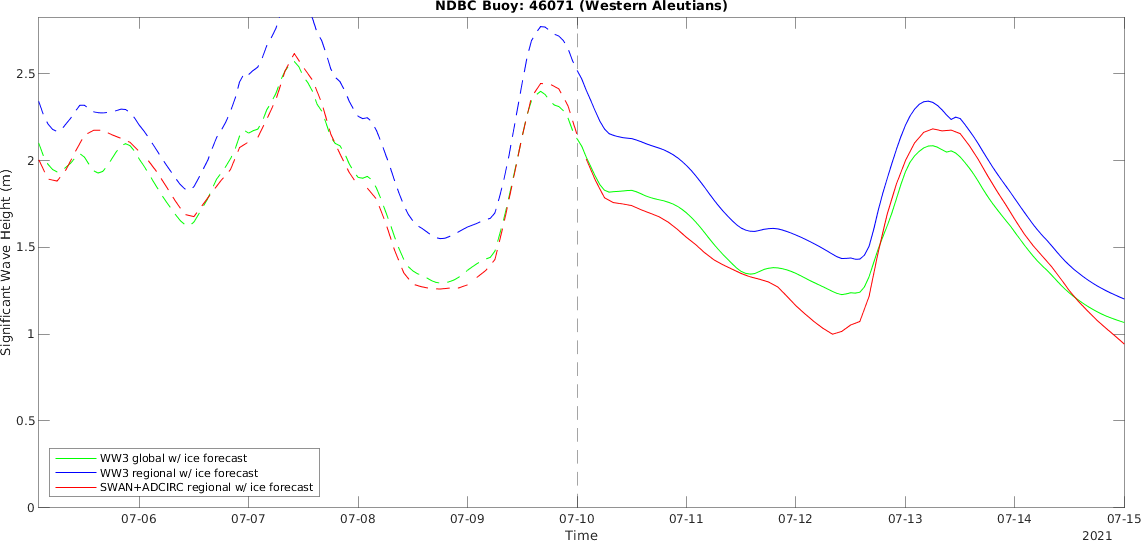 NDBC Buoy: 46071 (Western Aleutians)
Significant Wave Height (m)
2.5
2
1.5
1
0.5
0
WW3 global w/ ice forecast
WW3 regional w/ ice forecast
SWAN+ADCIRC regional w/ ice forecast
07-06 07-07 07-08 07-09 07-10 07-11 07-12 07-13 07-14 07-15
Time
2021